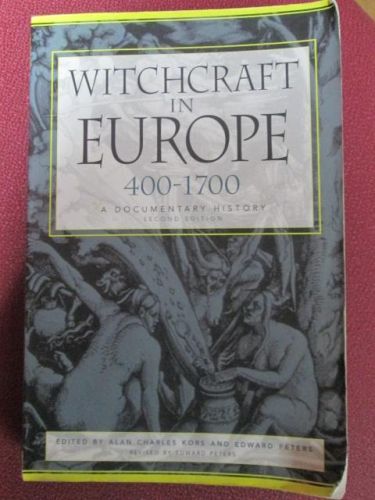 WITCHCRAFT
IN
EUROPE
400-1700
A DOCUMENTARY HISTORY
SECOND EDITION
EDITED BY ALAN CHARLES KORS AND EDWARD PETERS
REVISED BY EDWARD PETERS